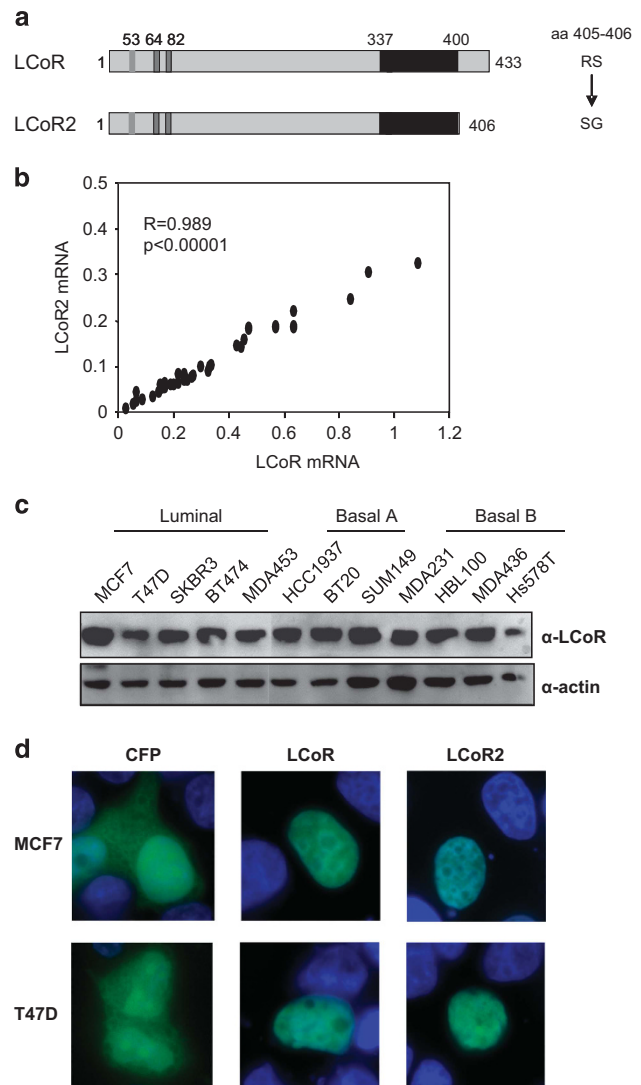 a
53 64 82 337 400 aa 405-406
LCoR 1 433 RS
LCoR2 1 406 SG
b
0.5
0.4
0.3
0.2
0.1
0
R=0.989
p<0.00001
LCoR2 mRNA
0 0.2 0.4 0.6 0.8 1 1.2
LCoR mRNA
c
Luminal Basal A Basal B
MCF7 T47D SKBR3 BT474 MDA453 HCC1937 BT20 SUM149 MDA231 HBL100 MDA436 Hs578T
α-LCoR
α-actin
d
CFP LCoR LCoR2
MCF7
T47D